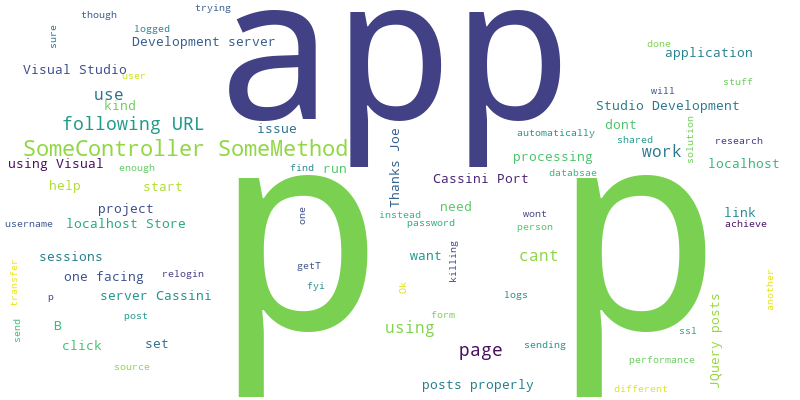 app
p p
trying
though
logged
sure
Development server
done
application
Visual Studio
user
stuff
use
kind
will
Studio Development
following URL
issue
dont
automatically
shared
solution
research
SomeController SomeMethod
Thanks Joe
work
processing
using Visual
enough
find
run
localhost
databsae
Cassini Port
help
start
need
project
one
instead
wont
link
username
localhost Store
password
person
achieve
sessions
want
killing
cant
getT
one facing
relogin
transfer
fyi
Ok
another
p
server Cassini
logs
post
form
JQuery posts
send
B
using
ssl
click
set
page
sending
performance
source
posts properly
different